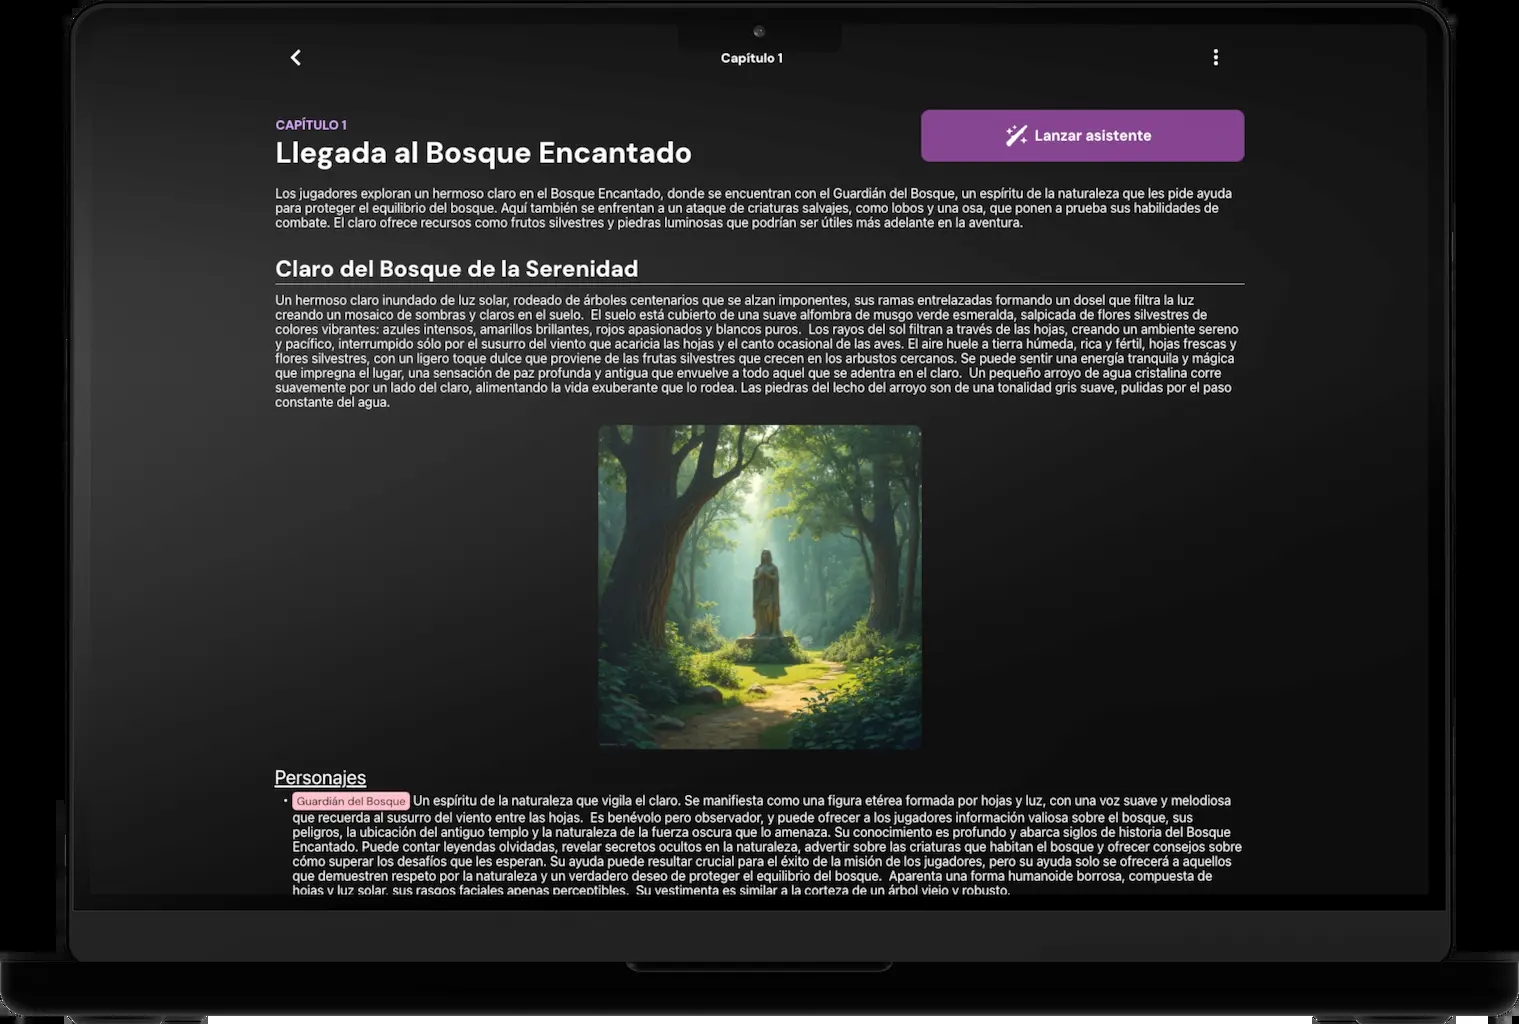 Capítulo 1
CAPÍTULO 1
Lanzar asistente
Llegada al Bosque Encantado
Los jugadores exploran un hermoso claro en el Bosque Encantado, donde se encuentran con el Guardián del Bosque, un espíritu de la naturaleza que les pide ayuda
para proteger el equilibrio del bosque. Aquí también se enfrentan a un ataque de criaturas salvajes, como lobos y una osa, que ponen a prueba sus habilidades de
combate. El claro ofrece recursos como frutos silvestres y piedras luminosas que podrían ser útiles más adelante en la aventura.
Claro del Bosque de la Serenidad
Un hermoso claro inundado de luz solar, rodeado de árboles centenarios que se alzan imponentes, sus ramas entrelazadas formando un dosel que filtra la luz
creando un mosaico de sombras y claros en el suelo.  El suelo está cubierto de una suave alfombra de musgo verde esmeralda, salpicada de flores silvestres de
colores vibrantes: azules intensos, amarillos brillantes, rojos apasionados y blancos puros.  Los rayos del sol filtran a través de las hojas, creando un ambiente sereno
y pacífico, interrumpido sólo por el susurro del viento que acaricia las hojas y el canto ocasional de las aves. El aire huele a tierra húmeda, rica y fértil, hojas frescas y
flores silvestres, con un ligero toque dulce que proviene de las frutas silvestres que crecen en los arbustos cercanos. Se puede sentir una energía tranquila y mágica
que impregna el lugar, una sensación de paz profunda y antigua que envuelve a todo aquel que se adentra en el claro.  Un pequeño arroyo de agua cristalina corre
suavemente por un lado del claro, alimentando la vida exuberante que lo rodea. Las piedras del lecho del arroyo son de una tonalidad gris suave, pulidas por el paso
constante del agua.
Personajes
• Guardián del Bosque Un espíritu de la naturaleza que vigila el claro. Se manifiesta como una figura etérea formada por hojas y luz, con una voz suave y melodiosa
que recuerda al susurro del viento entre las hojas.  Es benévolo pero observador, y puede ofrecer a los jugadores información valiosa sobre el bosque, sus
peligros, la ubicación del antiguo templo y la naturaleza de la fuerza oscura que lo amenaza. Su conocimiento es profundo y abarca siglos de historia del Bosque
Encantado. Puede contar leyendas olvidadas, revelar secretos ocultos en la naturaleza, advertir sobre las criaturas que habitan el bosque y ofrecer consejos sobre
cómo superar los desafíos que les esperan. Su ayuda puede resultar crucial para el éxito de la misión de los jugadores, pero su ayuda solo se ofrecerá a aquellos
que demuestren respeto por la naturaleza y un verdadero deseo de proteger el equilibrio del bosque.  Aparenta una forma humanoide borrosa, compuesta de
hojas y luz solar, sus rasgos faciales apenas perceptibles.  Su vestimenta es similar a la corteza de un árbol viejo y robusto.